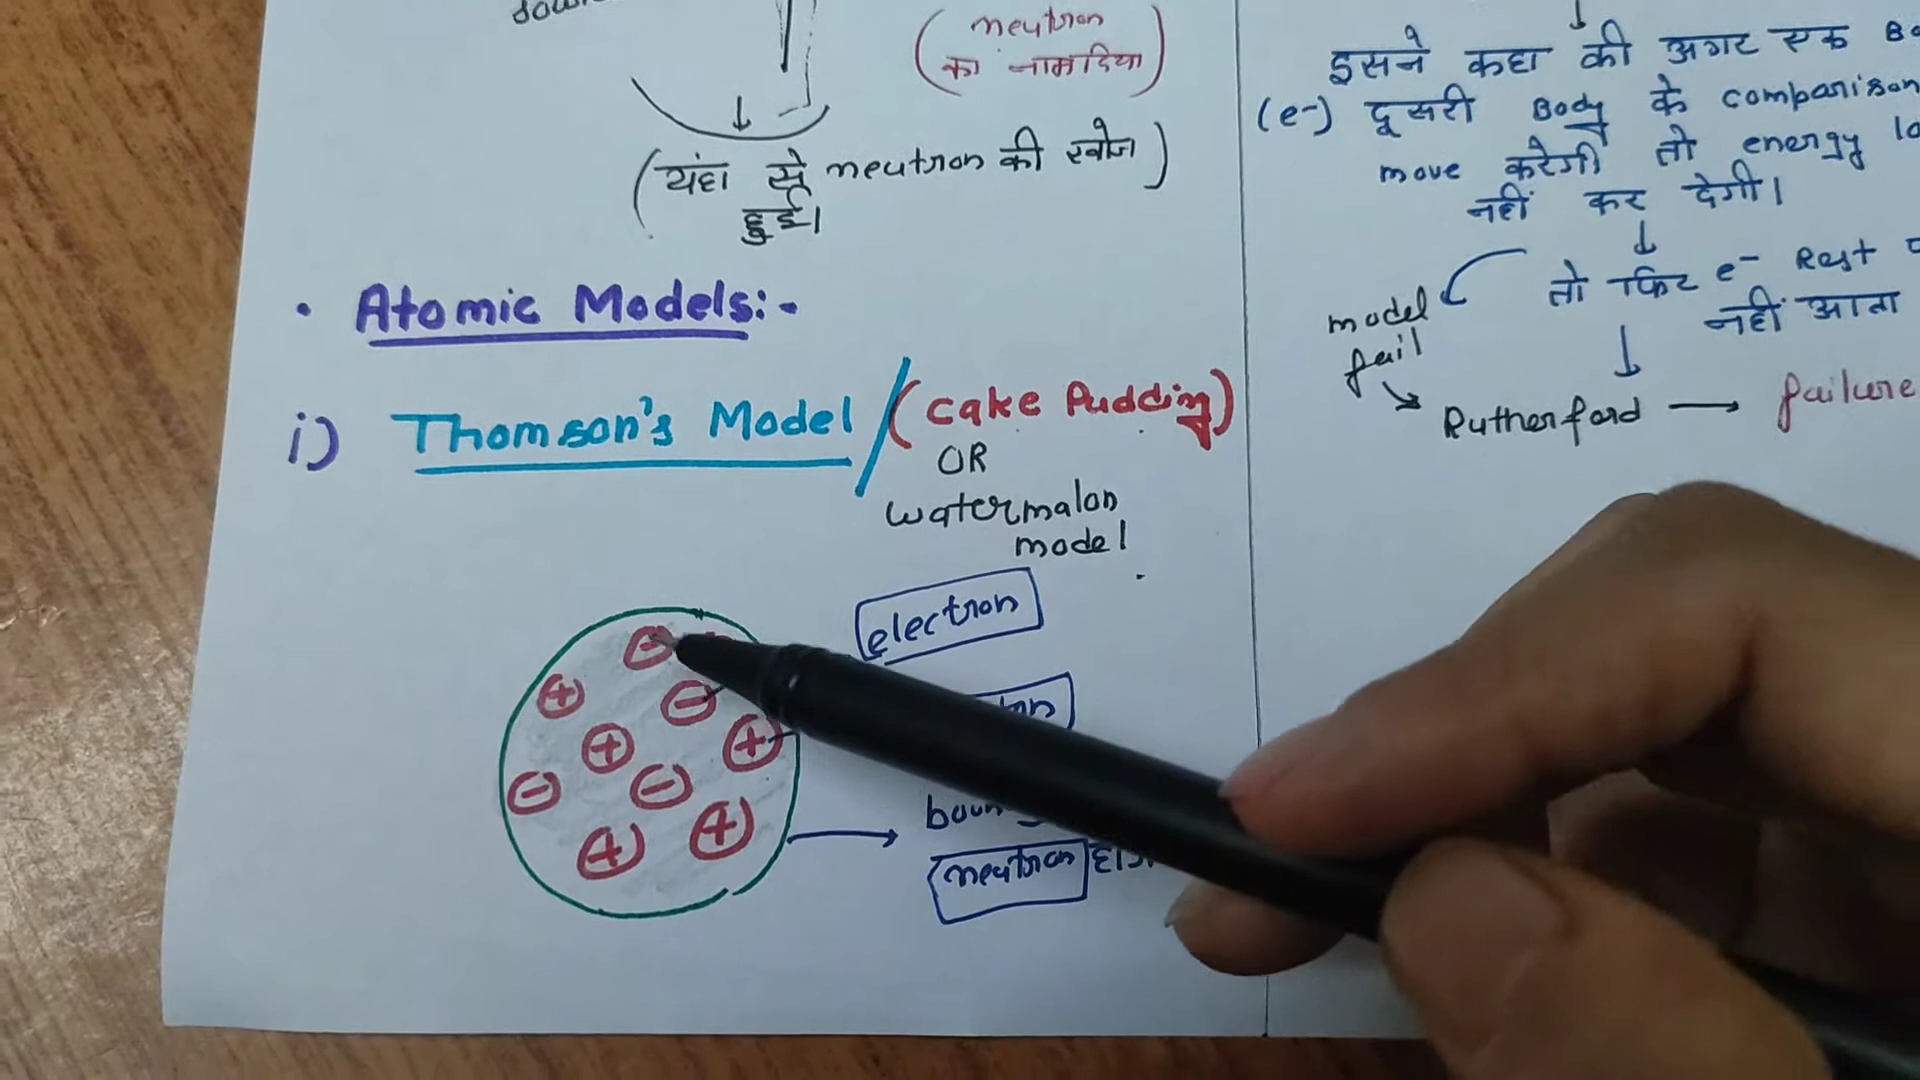 (neutron
का नामदिया)
(यंहा से neutron की खोज)
हुई।
• Atomic Models:-
i) Thomson's Model / (cake Pudding)
OR
watermalon
model
electron
neutron
इसने कहा की अगर एक
(e-) दूसरी Body के comparison
move करेगी तो energy
नहीं कर देगी।
तो फिर e- Rest
नहीं आता
model
fail
Rutherford → failure